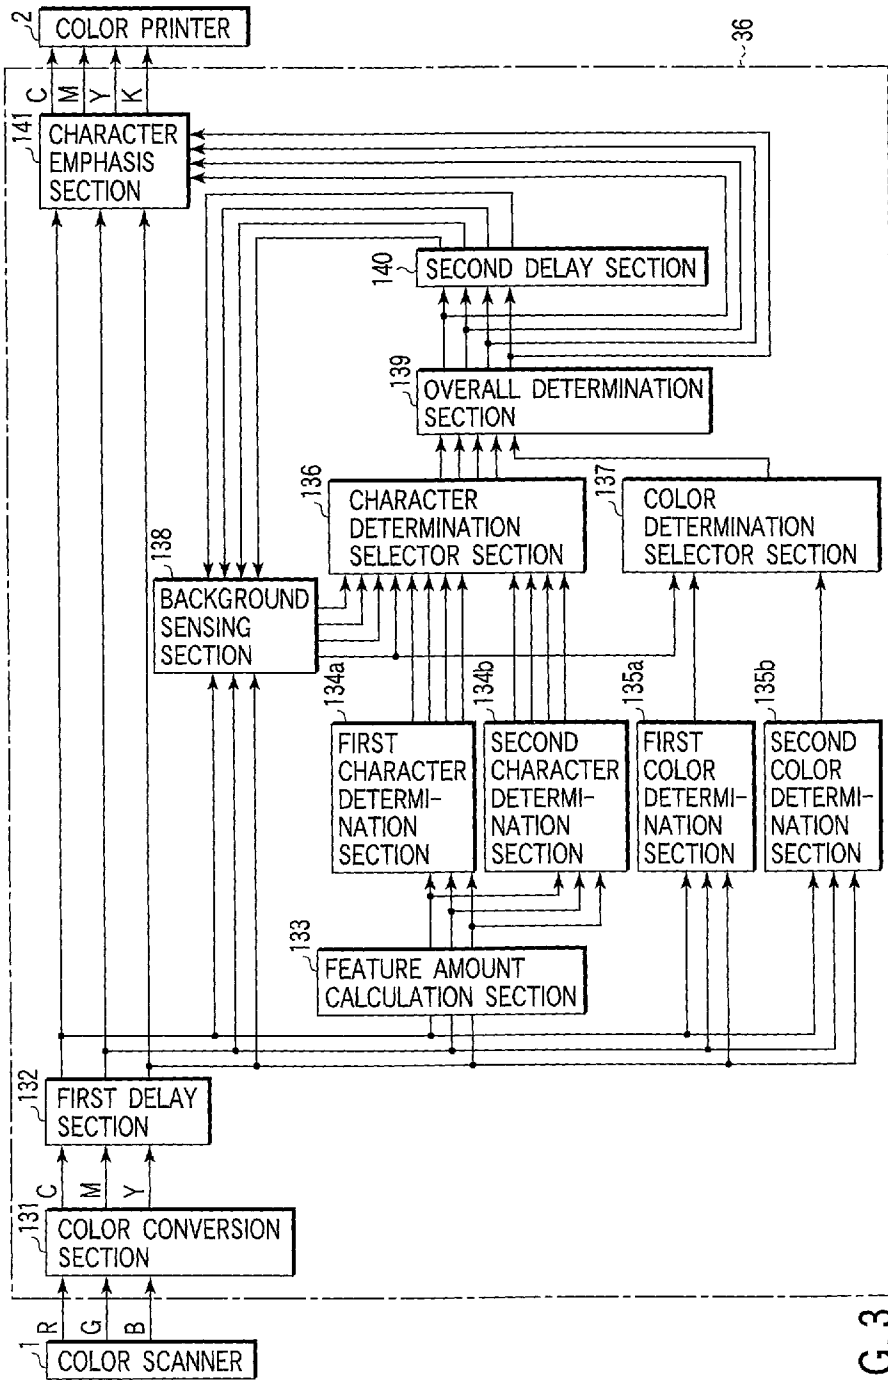 2
COLOR PRINTER
36
C
M
Y
K
141
CHARACTER
EMPHASIS
SECTION
140
SECOND DELAY SECTION
139
OVERALL DETERMINATION
SECTION
136
CHARACTER
DETERMINATION
SELECTOR SECTION
137
COLOR
DETERMINATION
SELECTOR SECTION
138
BACKGROUND
SENSING
SECTION
134a
FIRST
CHARACTER
DETERMI-
NATION
SECTION
134b
SECOND
CHARACTER
DETERMI-
NATION
SECTION
135a
FIRST
COLOR
DETERMI-
NATION
SECTION
135b
SECOND
COLOR
DETERMI-
NATION
SECTION
133
FEATURE AMOUNT
CALCULATION SECTION
132
FIRST DELAY
SECTION
C
M
Y
131
COLOR CONVERSION
SECTION
R
G
B
1
COLOR SCANNER
G. 3